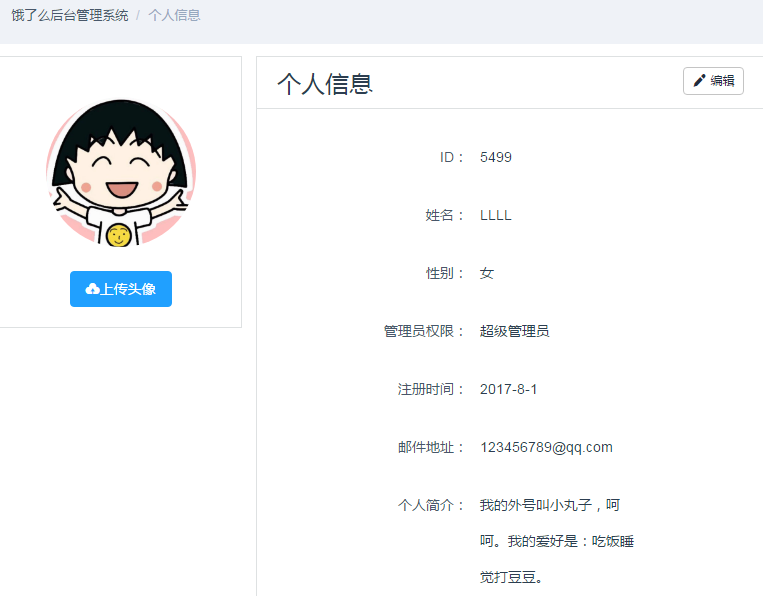 饿了么后台管理系统 / 个人信息
上传头像
个人信息
编辑
ID： 5499
姓名： LLLL
性别： 女
管理员权限： 超级管理员
注册时间： 2017-8-1
邮件地址： 123456789@qq.com
个人简介： 我的外号叫小丸子，呵
呵。我的爱好是：吃饭睡
觉打豆豆。